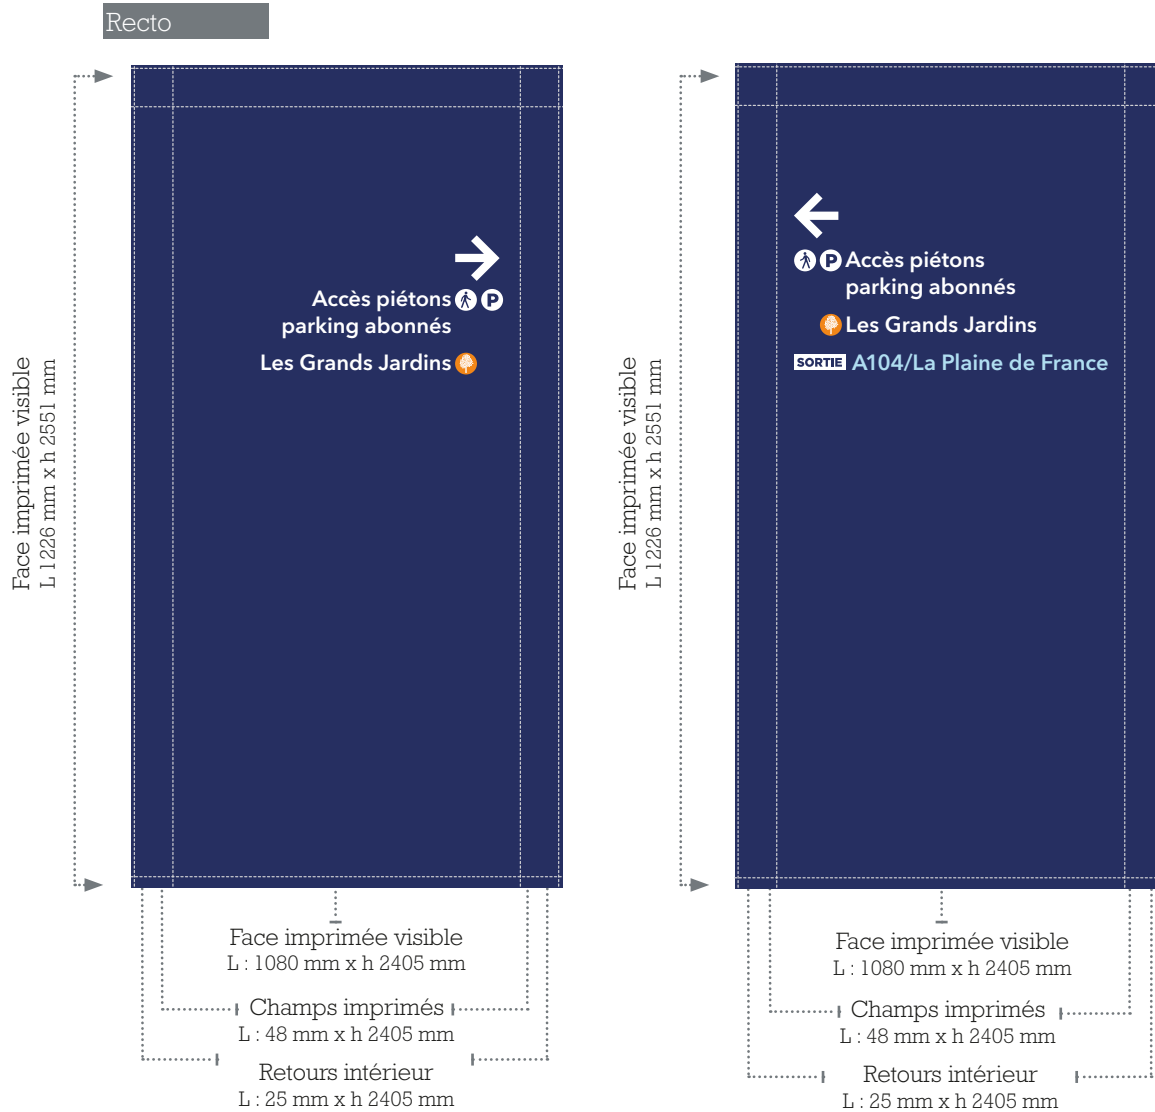 Recto
Face imprimée visible
L 1226 mm x h 2551 mm
Accès piétons P
parking abonnés
Les Grands Jardins
Face imprimée visible
L : 1080 mm x h 2405 mm
Champs imprimés
L : 48 mm x h 2405 mm
Retours intérieur
L : 25 mm x h 2405 mm
Face imprimée visible
L 1226 mm x h 2551 mm
P Accès piétons
parking abonnés
Les Grands Jardins
SORTIE A104/La Plaine de France
Face imprimée visible
L : 1080 mm x h 2405 mm
Champs imprimés
L : 48 mm x h 2405 mm
Retours intérieur
L : 25 mm x h 2405 mm